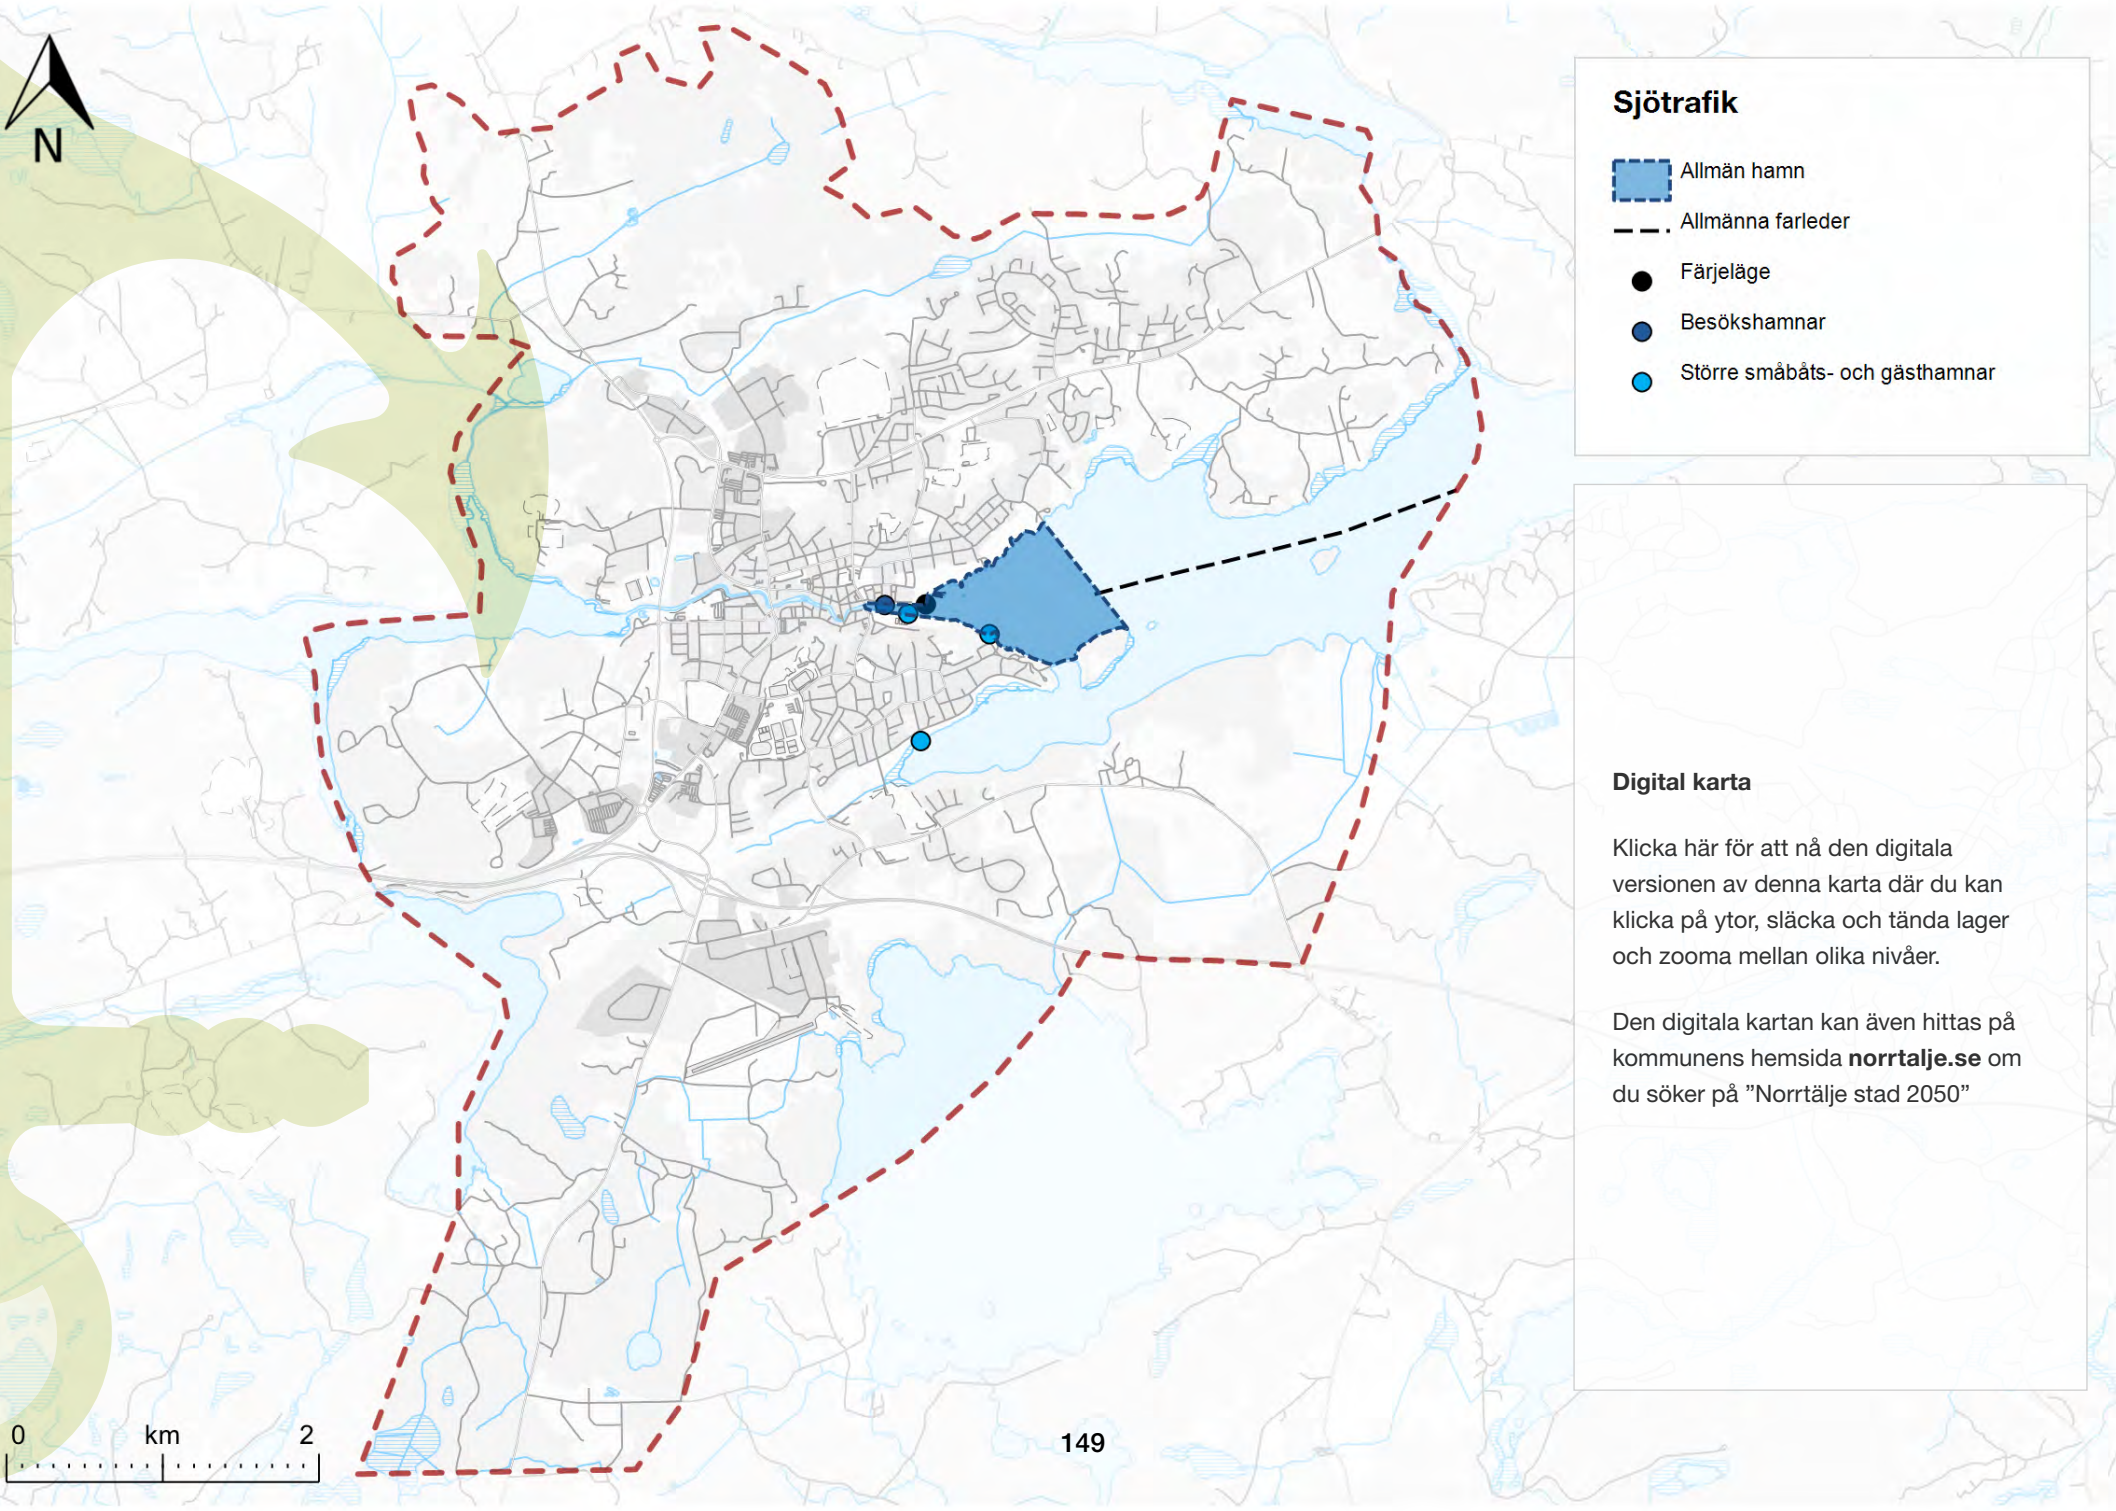 N
Sjötrafik
Allmän hamn
Allmänna farleder
Färjeläge
Besökshamnar
Större småbåts- och gästhamnar
Digital karta
Klicka här för att nå den digitala
versionen av denna karta där du kan
klicka på ytor, släcka och tända lager
och zooma mellan olika nivåer.
Den digitala kartan kan även hittas på
kommunens hemsida norrtalje.se om
du söker på ”Norrtälje stad 2050”
0 km 2
149